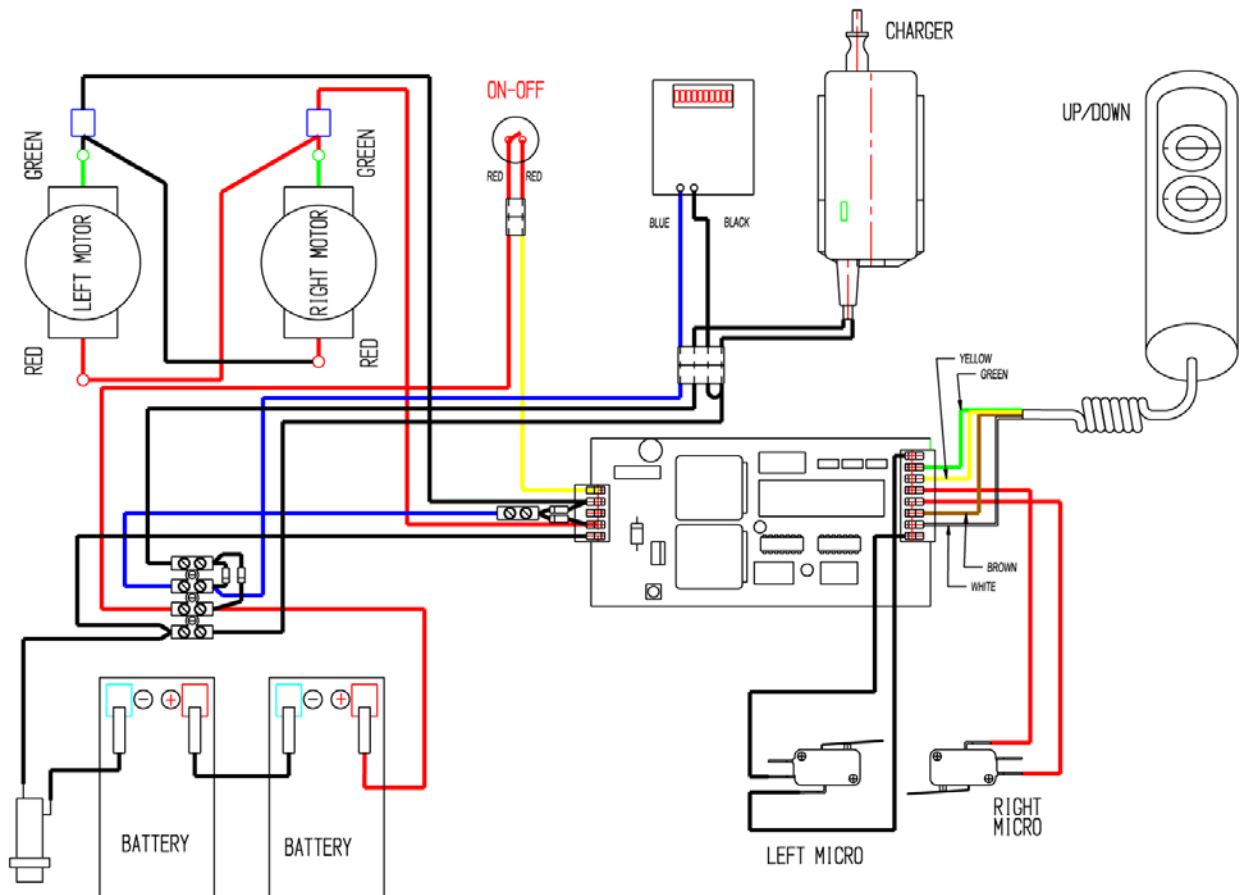 CHARGER
ON-OFF
UP/DOWN
GREEN
GREEN
RED
RED
LEFT MOTOR
RIGHT MOTOR
BLUE
BLACK
RED
RED
YELLOW
GREEN
BROWN
WHITE
− +
− +
BATTERY
BATTERY
LEFT MICRO
RIGHT
MICRO